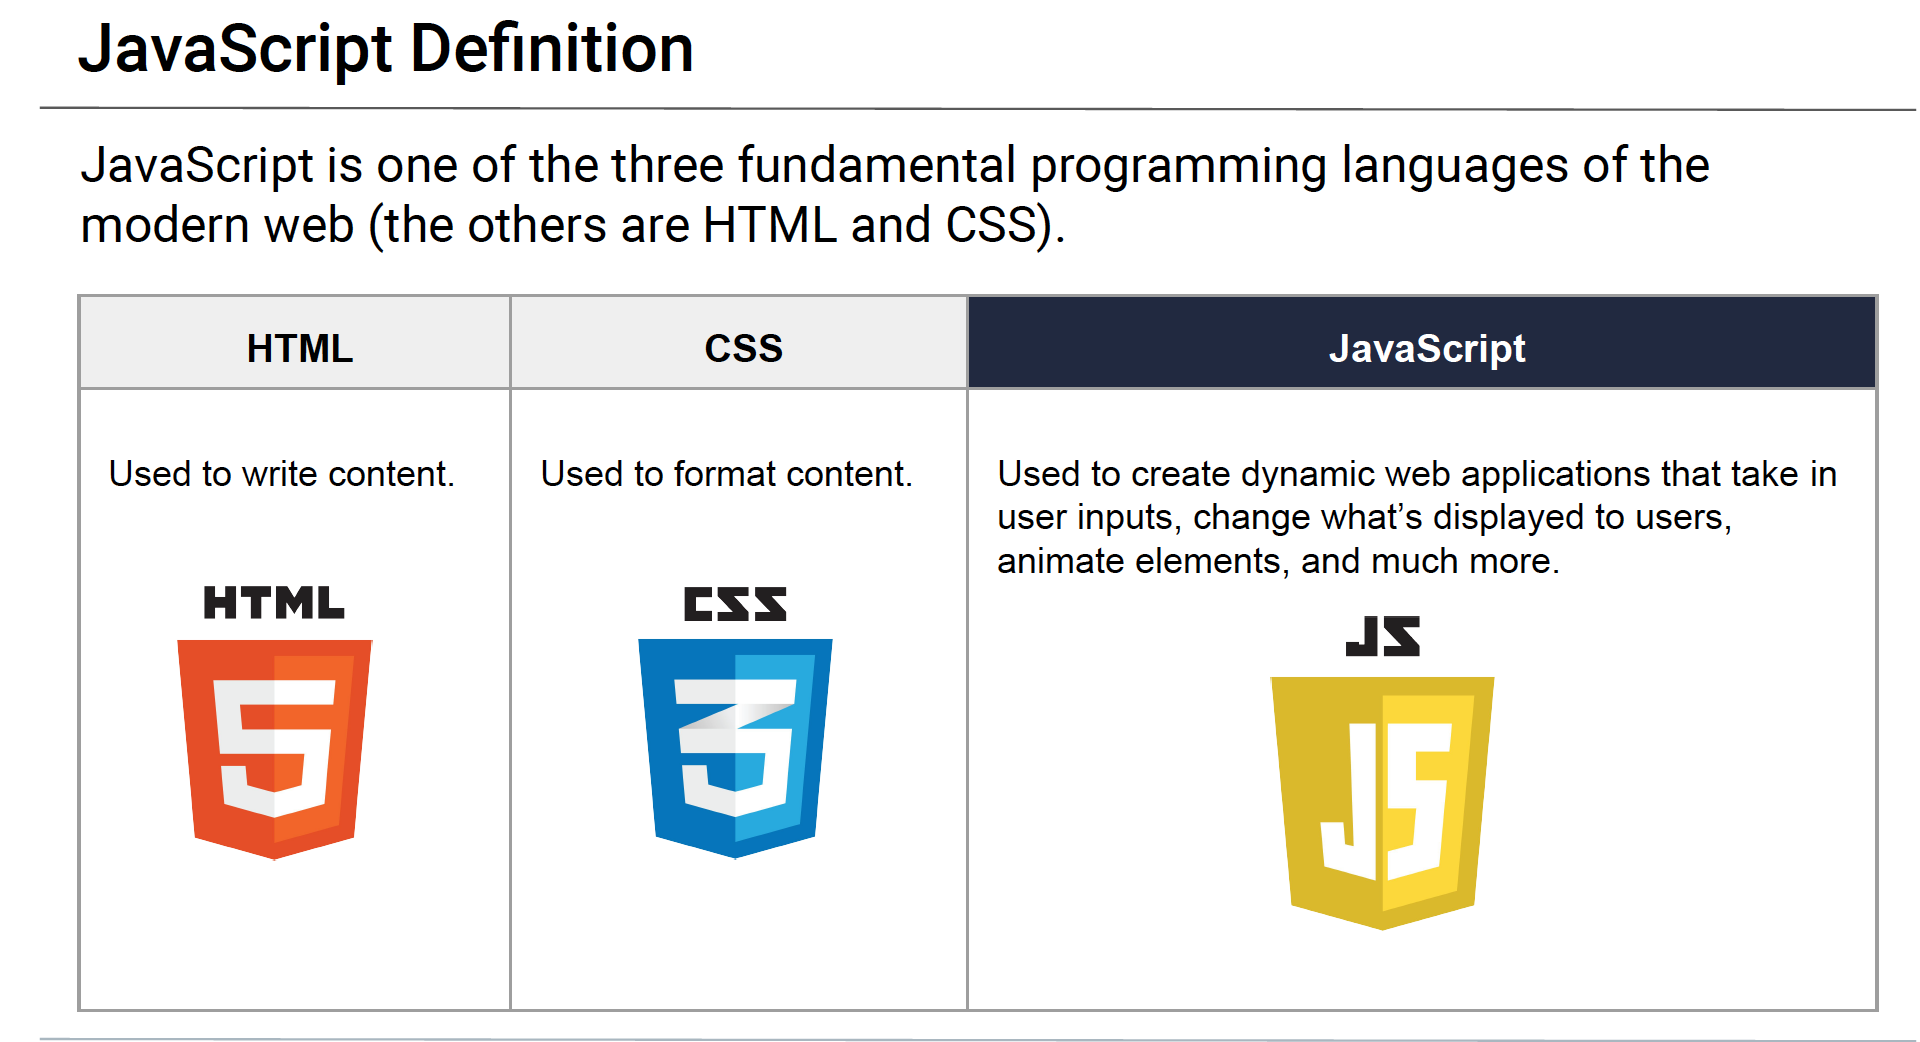 JavaScript Definition
JavaScript is one of the three fundamental programming languages of the
modern web (the others are HTML and CSS).
HTML
CSS
JavaScript
Used to write content.
Used to format content.
Used to create dynamic web applications that take in
user inputs, change what’s displayed to users,
animate elements, and much more.
HTML
5
CSS
3
JS
JS